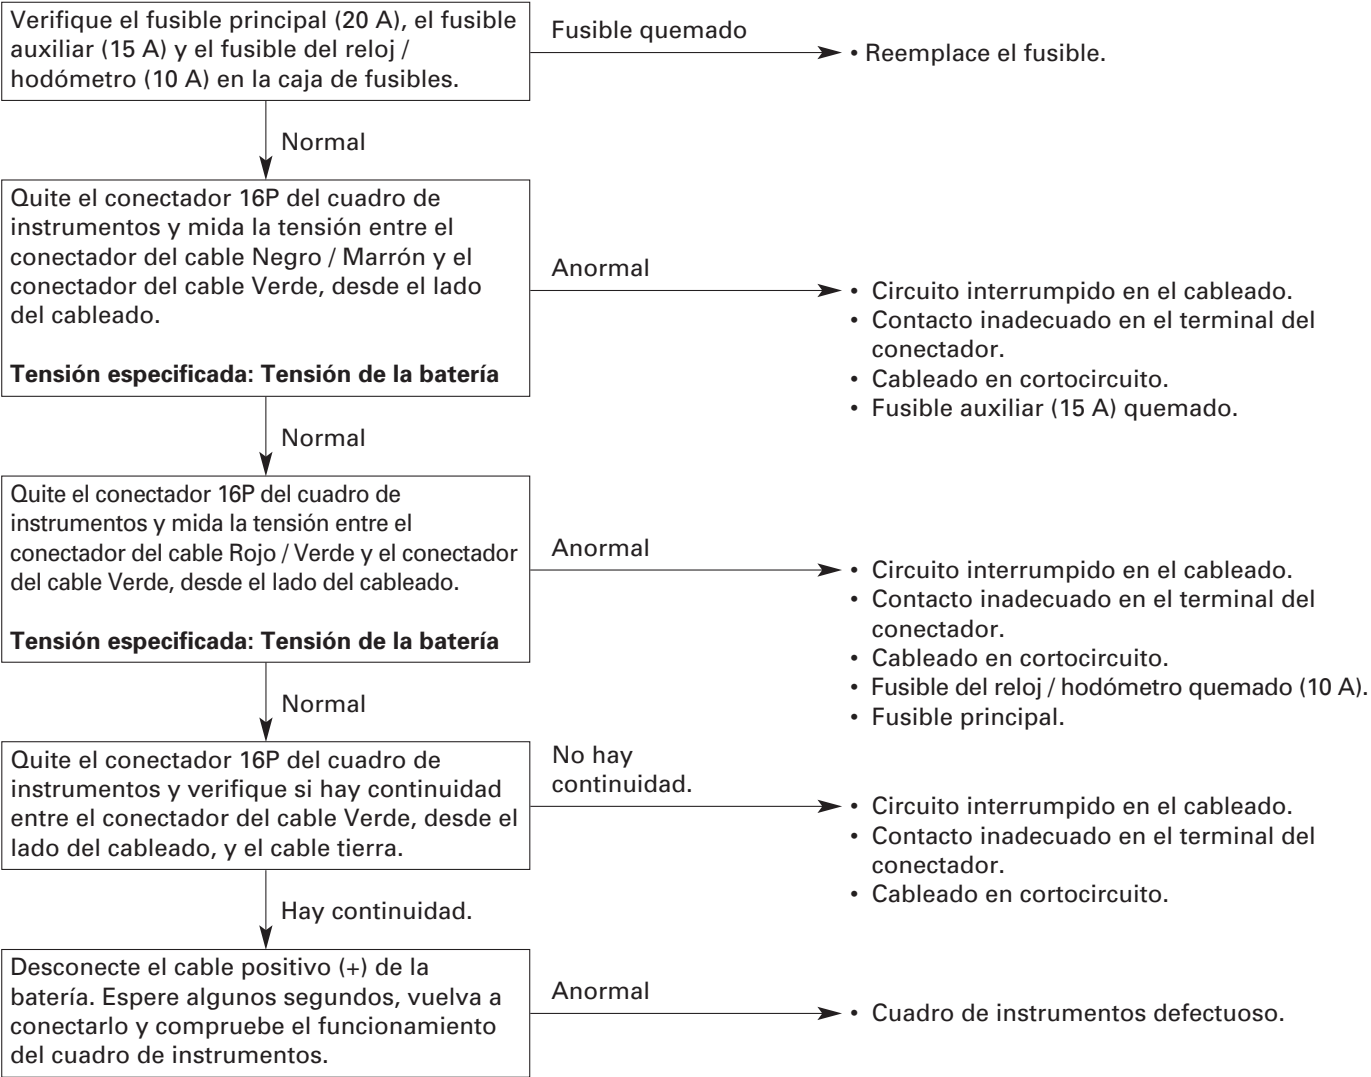 Verifique el fusible principal (20 A), el fusible
auxiliar (15 A) y el fusible del reloj /
hodómetro (10 A) en la caja de fusibles.
Fusible quemado
• Reemplace el fusible.
Normal
Quite el conectador 16P del cuadro de
instrumentos y mida la tensión entre el
conectador del cable Negro / Marrón y el
conectador del cable Verde, desde el lado
del cableado.
Tensión especificada: Tensión de la batería
Anormal
• Circuito interrumpido en el cableado.
• Contacto inadecuado en el terminal del
conectador.
• Cableado en cortocircuito.
• Fusible auxiliar (15 A) quemado.
Normal
Quite el conectador 16P del cuadro de
instrumentos y mida la tensión entre el
conectador del cable Rojo / Verde y el conectador
del cable Verde, desde el lado del cableado.
Tensión especificada: Tensión de la batería
Anormal
• Circuito interrumpido en el cableado.
• Contacto inadecuado en el terminal del
conectador.
• Cableado en cortocircuito.
• Fusible del reloj / hodómetro quemado (10 A).
• Fusible principal.
Normal
Quite el conectador 16P del cuadro de
instrumentos y verifique si hay continuidad
entre el conectador del cable Verde, desde el
lado del cableado, y el cable tierra.
No hay
continuidad.
• Circuito interrumpido en el cableado.
• Contacto inadecuado en el terminal del
conectador.
• Cableado en cortocircuito.
Hay continuidad.
Desconecte el cable positivo (+) de la
batería. Espere algunos segundos, vuelva a
conectarlo y compruebe el funcionamiento
del cuadro de instrumentos.
Anormal
• Cuadro de instrumentos defectuoso.